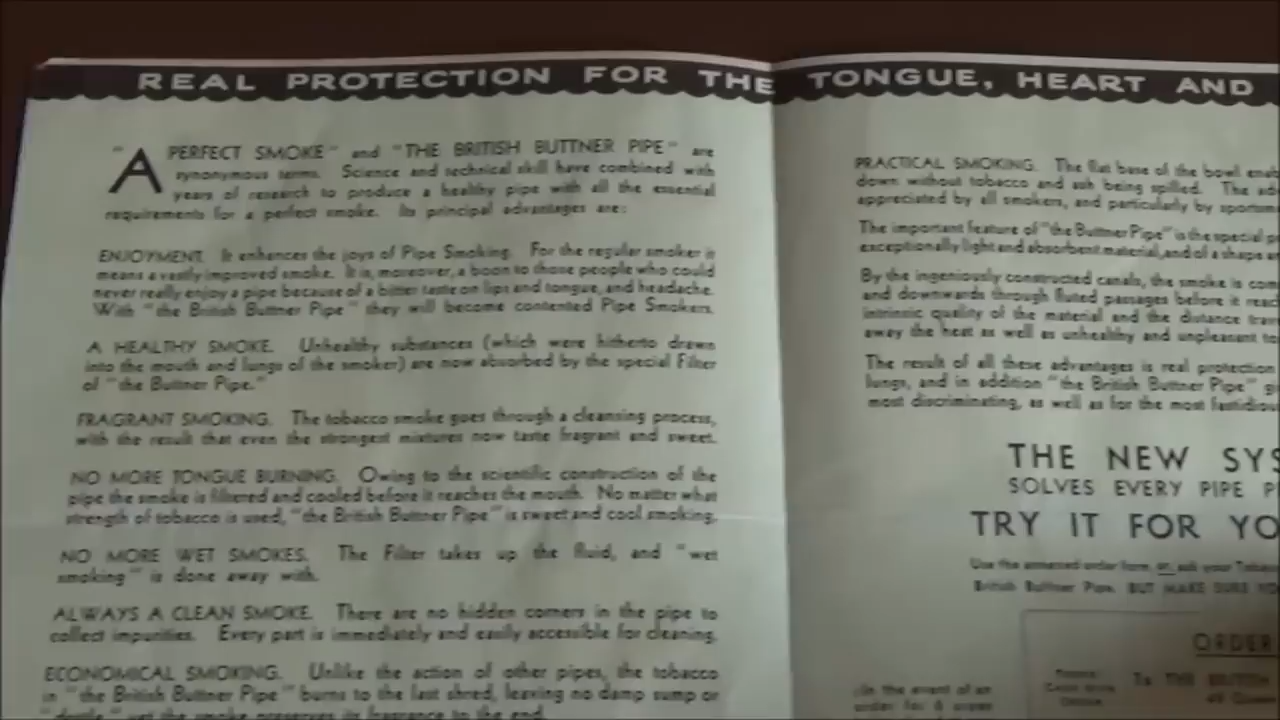 REAL PROTECTION FOR THE TONGUE, HEART AND
"A PERFECT SMOKE" and "THE BRITISH BUTTNER PIPE" are
synonymous terms. Science and technical skill have combined with
years of research to produce a healthy pipe with all the essential
requirements for a perfect smoke. Its principal advantages are:
ENJOYMENT. It enhances the joys of Pipe Smoking. For the regular smoker it
means a vastly improved smoke. It is, moreover, a boon to those people who could
never really enjoy a pipe because of a bitter taste on lips and tongue, and headache.
With "the British Buttner Pipe" they will become contented Pipe Smokers.
A HEALTHY SMOKE. Unhealthy substances (which were hitherto drawn
into the mouth and lungs of the smoker) are now absorbed by the special Filter
of "the Buttner Pipe."
FRAGRANT SMOKING. The tobacco smoke goes through a cleansing process,
with the result that even the strongest mixtures now taste fragrant and sweet.
NO MORE TONGUE BURNING. Owing to the scientific construction of the
pipe the smoke is filtered and cooled before it reaches the mouth. No matter what
strength of tobacco is used, "the British Buttner Pipe" is sweet and cool smoking.
NO MORE WET SMOKES. The Filter takes up the fluid, and "wet
smoking" is done away with.
ALWAYS A CLEAN SMOKE. There are no hidden corners in the pipe to
collect impurities. Every part is immediately and easily accessible for cleaning.
ECONOMICAL SMOKING. Unlike the action of other pipes, the tobacco
in "the British Buttner Pipe" burns to the last shred, leaving no damp sump or
"dottle" yet the smoke preserves its fragrance to the end.
PRACTICAL SMOKING. The flat base of the bowl
down without tobacco and ash being spilled. The
appreciated by all smokers, and particularly by
The important feature of "the Buttner Pipe" is the special
exceptionally light and absorbent material, and of a shape
By the ingeniously constructed canals, the smoke is
and downwards through fluted passages before it
intrinsic quality of the material and the distance
away the heat as well as unhealthy and unpleasant
The result of all these advantages is real protection
lungs, and in addition "the British Buttner Pipe"
most discriminating, as well as for the most
THE NEW SYS
SOLVES EVERY PIPE P
TRY IT FOR YO
Use the annexed order form, or ask your
British Buttner Pipe. BUT MAKE SURE
ORDER
To THE
In the event of an
order for 6